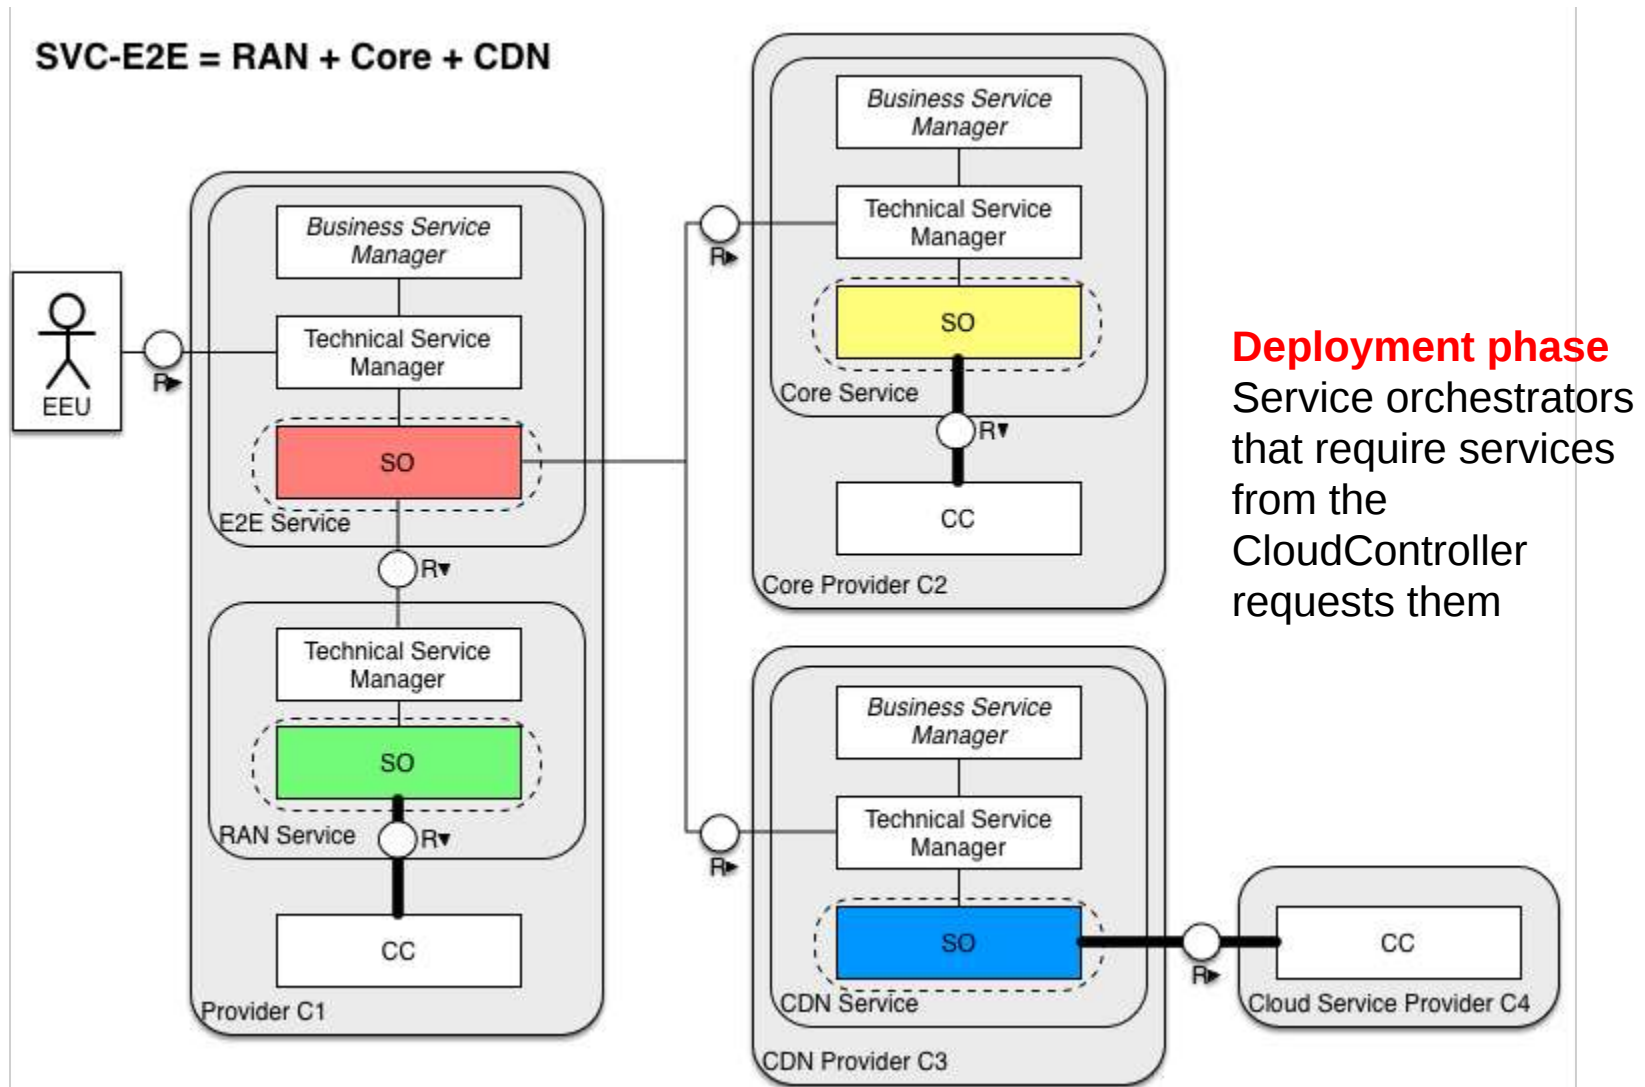 SVC-E2E = RAN + Core + CDN
EEU
R▶
Business Service
Manager
Technical Service
Manager
SO
E2E Service
R▼
Technical Service
Manager
SO
RAN Service
R▼
CC
Provider C1
R▶
Business Service
Manager
Technical Service
Manager
SO
Core Service
R▼
CC
Core Provider C2
R▶
Business Service
Manager
Technical Service
Manager
SO
CDN Service
CDN Provider C3
R▶
CC
Cloud Service Provider C4
Deployment phase
Service orchestrators
that require services
from the
CloudController
requests them